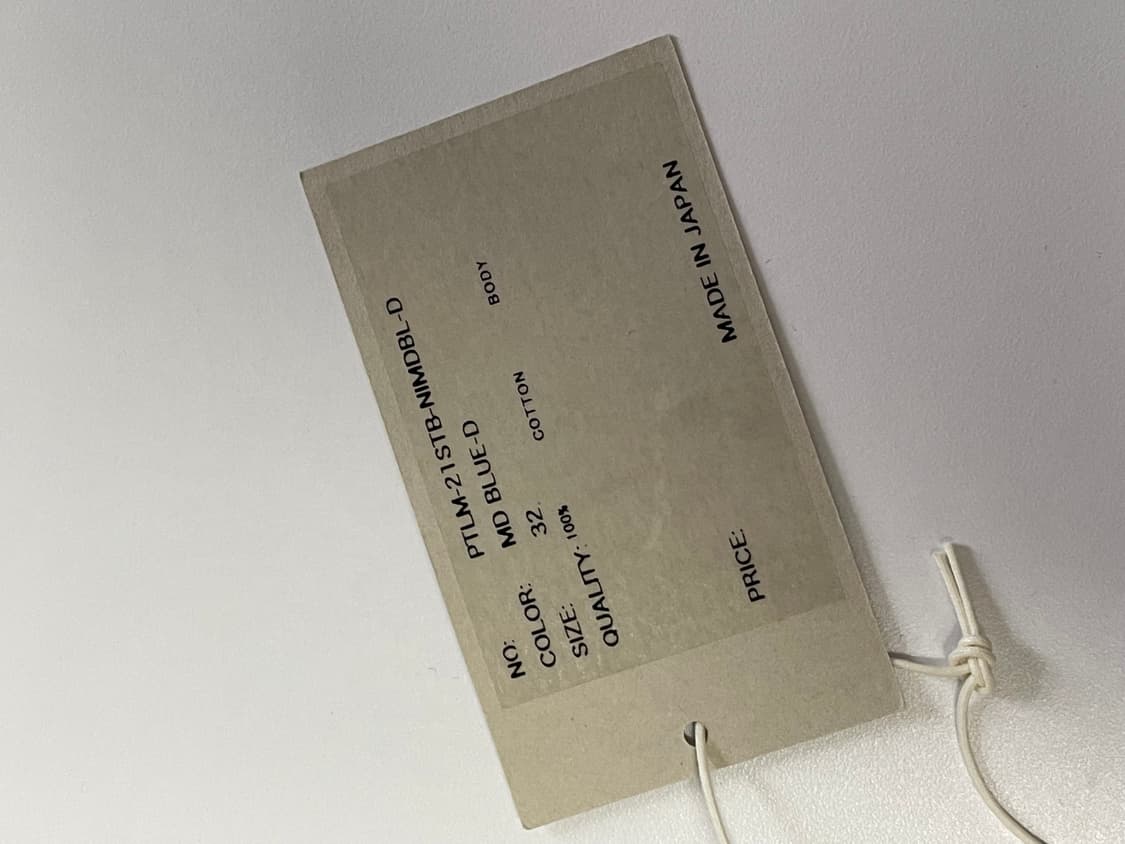 NO: PTLM-21STB-NIMDBL-D
COLOR: MD BLUE-D
SIZE: 32.
QUALITY: 100% COTTON BODY
PRICE: MADE IN JAPAN